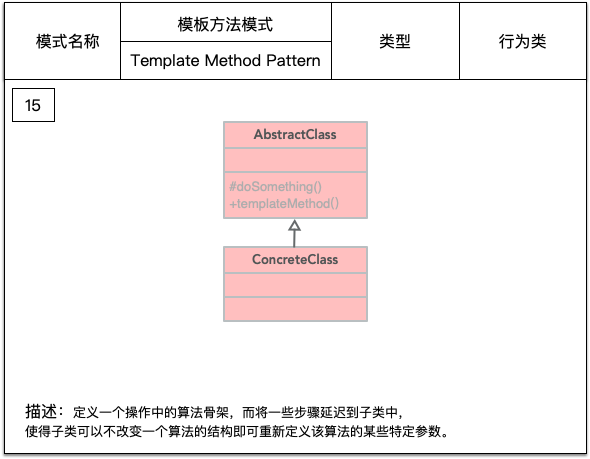 模式名称
模板方法模式
Template Method Pattern
类型
行为类
15
AbstractClass
#doSomething()
+templateMethod()
ConcreteClass
描述：定义一个操作中的算法骨架，而将一些步骤延迟到子类中，
使得子类可以不改变一个算法的结构即可重新定义该算法的某些特定参数。